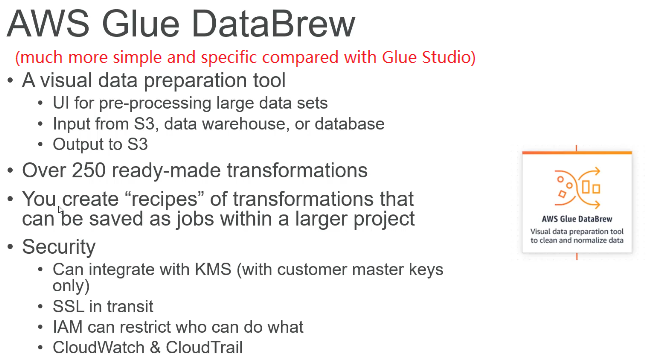 AWS Glue DataBrew
(much more simple and specific compared with Glue Studio)
• A visual data preparation tool
• UI for pre-processing large data sets
• Input from S3, data warehouse, or database
• Output to S3
• Over 250 ready-made transformations
• You create “recipes” of transformations that
can be saved as jobs within a larger project
• Security
• Can integrate with KMS (with customer master keys
only)
• SSL in transit
• IAM can restrict who can do what
• CloudWatch & CloudTrail
AWS Glue DataBrew
Visual data preparation tool
to clean and normalize data